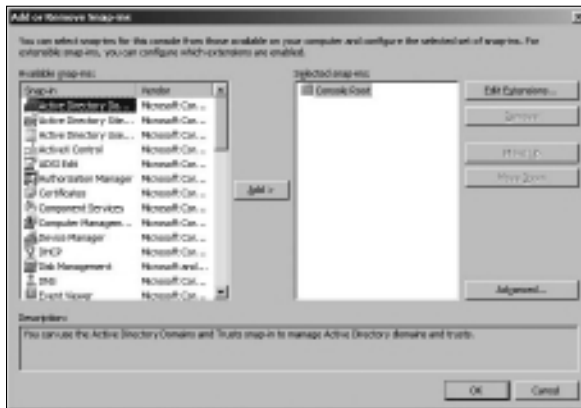 Add or Remove Snap-ins
You can select snap-ins for this console from those available on your computer and configure the selected set of snap-ins. For
extensible snap-ins, you can configure which extensions are enabled.
Available snap-ins:
Selected snap-ins:
Snap-in Vendor
Active Directory Do... Microsoft Cor...
Active Directory Site... Microsoft Cor...
Active Directory Use... Microsoft Cor...
ActiveX Control Microsoft Cor...
ADSI Edit Microsoft Cor...
Authorization Manager Microsoft Cor...
Certificates Microsoft Cor...
Component Services Microsoft Cor...
Computer Managem... Microsoft Cor...
Device Manager Microsoft Cor...
DHCP Microsoft Cor...
Disk Management Microsoft and...
DNS Microsoft Cor...
Event Viewer Microsoft Cor...
Add >
Console Root
Edit Extensions...
Remove
Move Up
Move Down
Advanced...
Description:
You can use the Active Directory Domains and Trusts snap-in to manage Active Directory domains and trusts.
OK Cancel